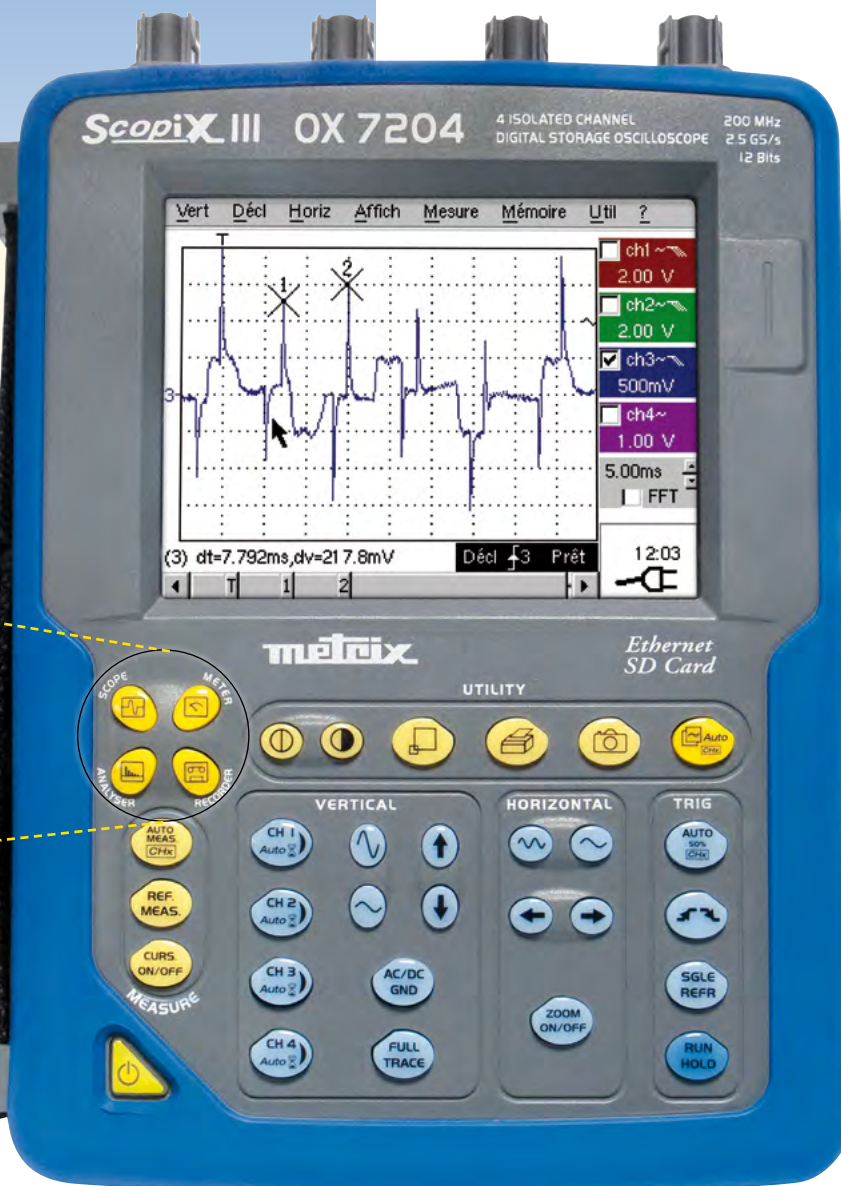 ScopiX III OX 7204
4 ISOLATED CHANNEL
DIGITAL STORAGE OSCILLOSCOPE
200 MHz
2.5 GS/s
12 Bits
Vert Décl Horiz Affich Mesure Mémoire Util ?
T
1
2
3
ch1
2.00 V
ch2
2.00 V
ch3
500mV
ch4
1.00 V
5.00ms
FFT
(3) dt=7.792ms,dv=217.8mV
Décl 3 Prêt
12:03
T 1 2
metrix
Ethernet
SD Card
SCOPE
METER
ANALYSER
RECORDER
UTILITY
Auto
CHx
AUTO
MEAS
CHx
REF.
MEAS.
CURS.
ON/OFF
MEASURE
VERTICAL
CH 1
Auto
CH 2
Auto
CH 3
Auto
CH 4
Auto
AC/DC
GND
FULL
TRACE
HORIZONTAL
ZOOM
ON/OFF
TRIG
AUTO
50%
CHx
SGLE
REFR
RUN
HOLD